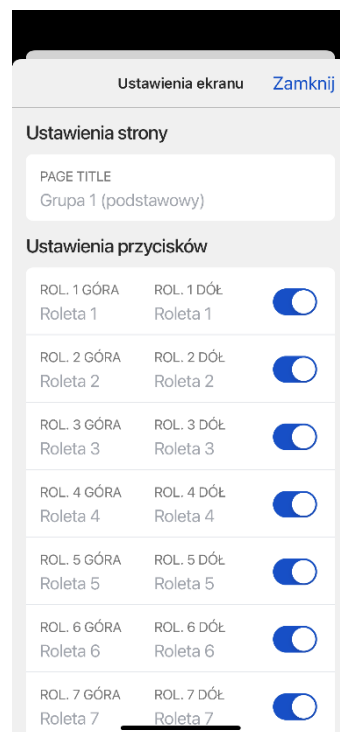 Ustawienia ekranu Zamknij
Ustawienia strony
PAGE TITLE
Grupa 1 (podstawowy)
Ustawienia przycisków
ROL. 1 GÓRA ROL. 1 DÓŁ
Roleta 1 Roleta 1
ROL. 2 GÓRA ROL. 2 DÓŁ
Roleta 2 Roleta 2
ROL. 3 GÓRA ROL. 3 DÓŁ
Roleta 3 Roleta 3
ROL. 4 GÓRA ROL. 4 DÓŁ
Roleta 4 Roleta 4
ROL. 5 GÓRA ROL. 5 DÓŁ
Roleta 5 Roleta 5
ROL. 6 GÓRA ROL. 6 DÓŁ
Roleta 6 Roleta 6
ROL. 7 GÓRA ROL. 7 DÓŁ
Roleta 7 Roleta 7